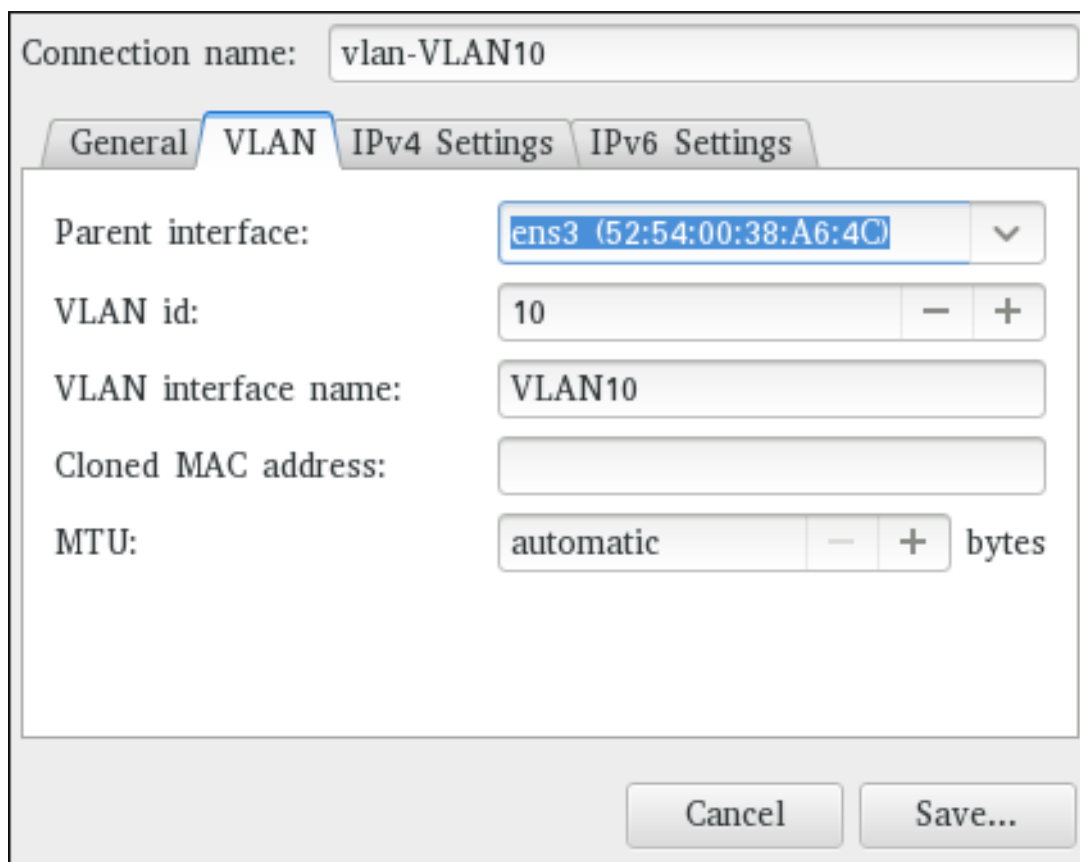 Connection name: vlan-VLAN10
General VLAN IPv4 Settings IPv6 Settings
Parent interface: ens3 (52:54:00:38:A6:4C)
VLAN id: 10
VLAN interface name: VLAN10
Cloned MAC address:
MTU: automatic bytes
Cancel Save...